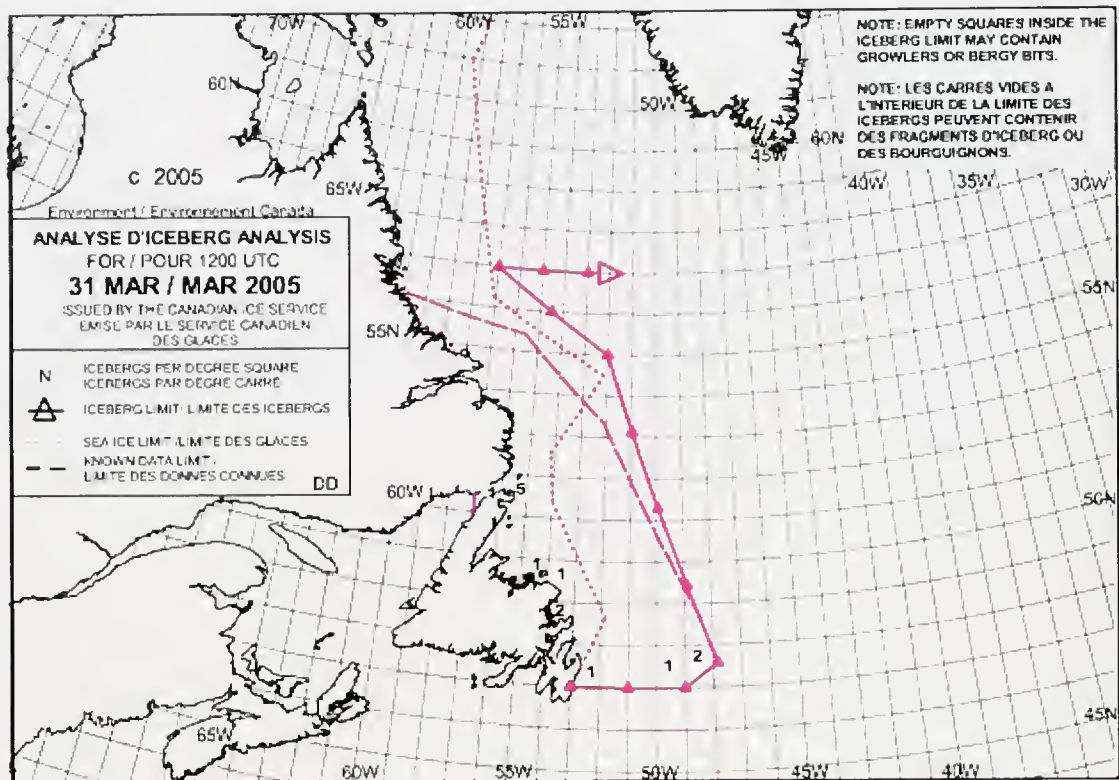 70W
60W
55W
NOTE: EMPTY SQUARES INSIDE THE
ICEBERG LIMIT MAY CONTAIN
GROWLERS OR BERGY BITS.
NOTE: LES CARRES VIDES A
L'INTERIEUR DE LA LIMITE DES
ICEBERGS PEUVENT CONTENIR
DES FRAGMENTS D'ICEBERG OU
DES BOURGUIGNONS.
60N
50W
60N
45W
40W
35W
30W
C 2005
65W
Environment / Environnement Canada
ANALYSE D'ICEBERG ANALYSIS
FOR / POUR 1200 UTC
31 MAR / MAR 2005
ISSUED BY THE CANADIAN ICE SERVICE
EMISE PAR LE SERVICE CANADIEN
DES GLACES
N ICEBERGS PER DEGREE SQUARE
ICEBERGS PAR DEGRE CARRE
ICEBERG LIMIT/ LIMITE DES ICEBERGS
SEA ICE LIMIT /LIMITE DES GLACES
KNOWN DATA LIMIT /
LIMITE DES DONNES CONNUES
DD
55N
55N
60W
5
50N
1 1
2
1
1 2
45N
65W
60W
55W
50W
45W
40W